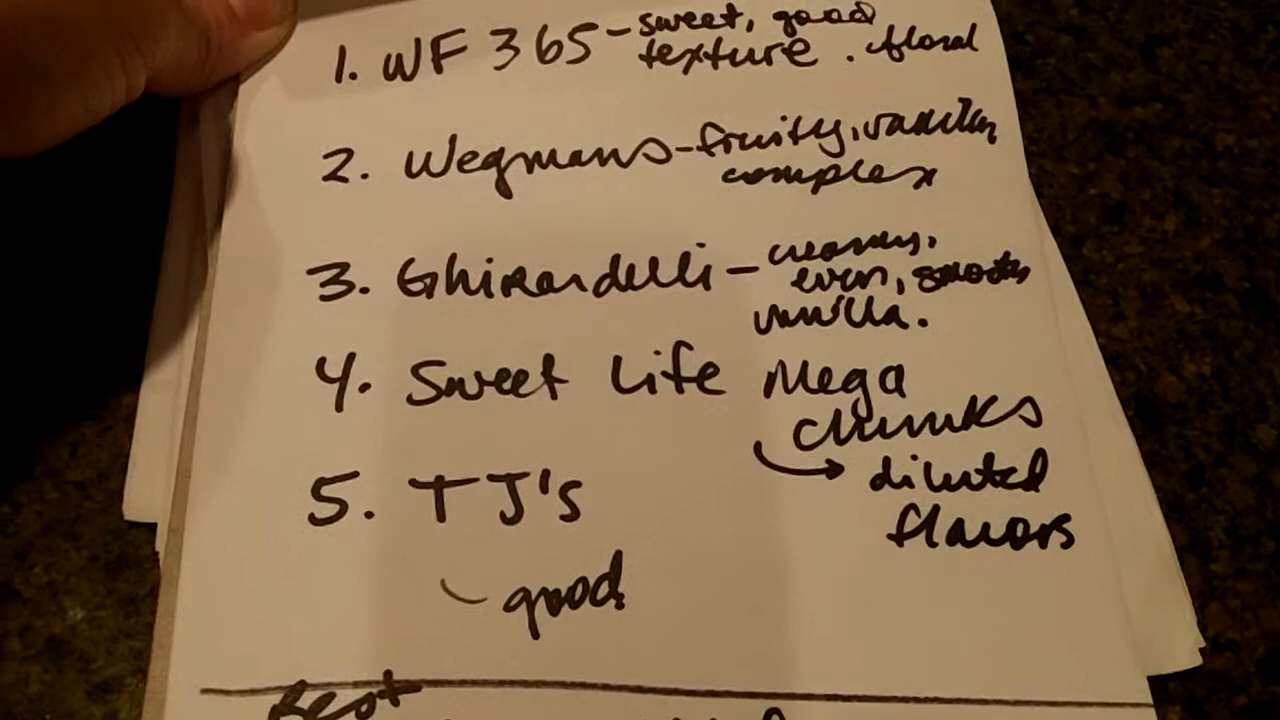 1. WF 365 - sweet, good
texture. floral
2. Wegmans - fruity, vanilla,
complex
3. Ghirardelli - creamy,
even, smooth,
vanilla.
4. Sweet Life Mega
Chunks
diluted
flavors
5. TJ's
- good!
Best